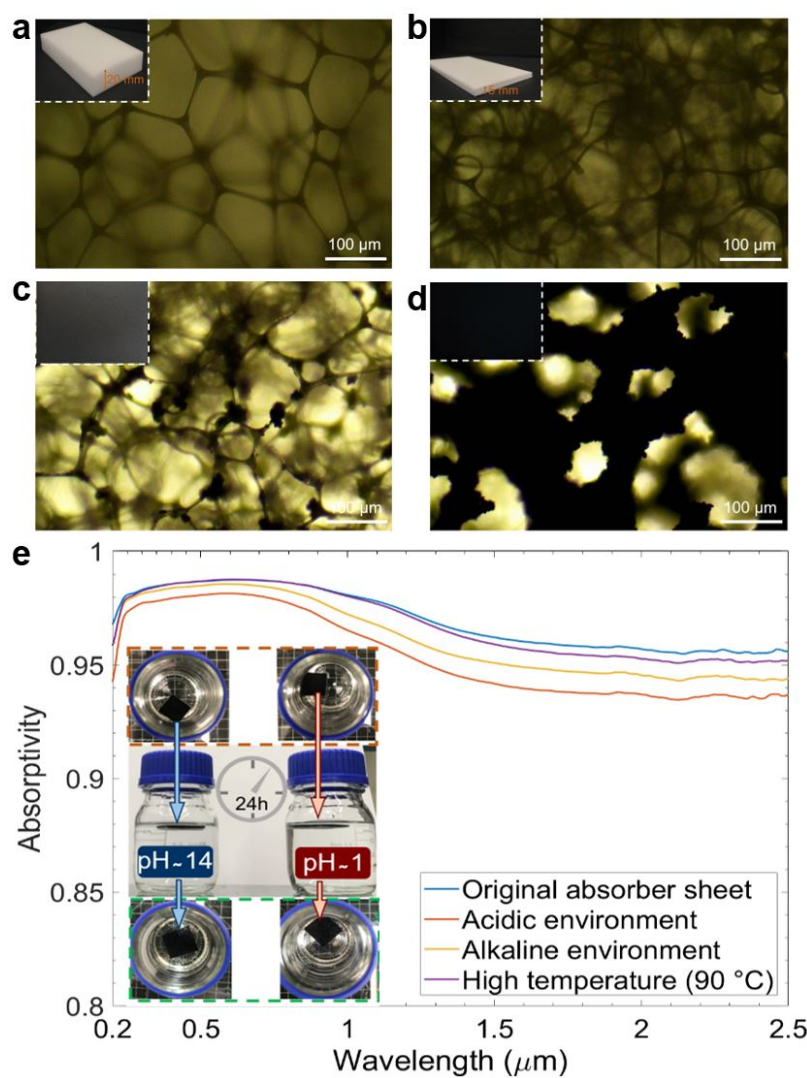 a
20 mm
100 µm
b
15 mm
100 µm
c
100 µm
d
100 µm
e
Absorptivity
1
0.95
0.9
0.85
0.8
24h
pH~14
pH~1
Original absorber sheet
Acidic environment
Alkaline environment
High temperature (90 °C)
0.2
0.5
1
1.5
2
2.5
Wavelength (µm)